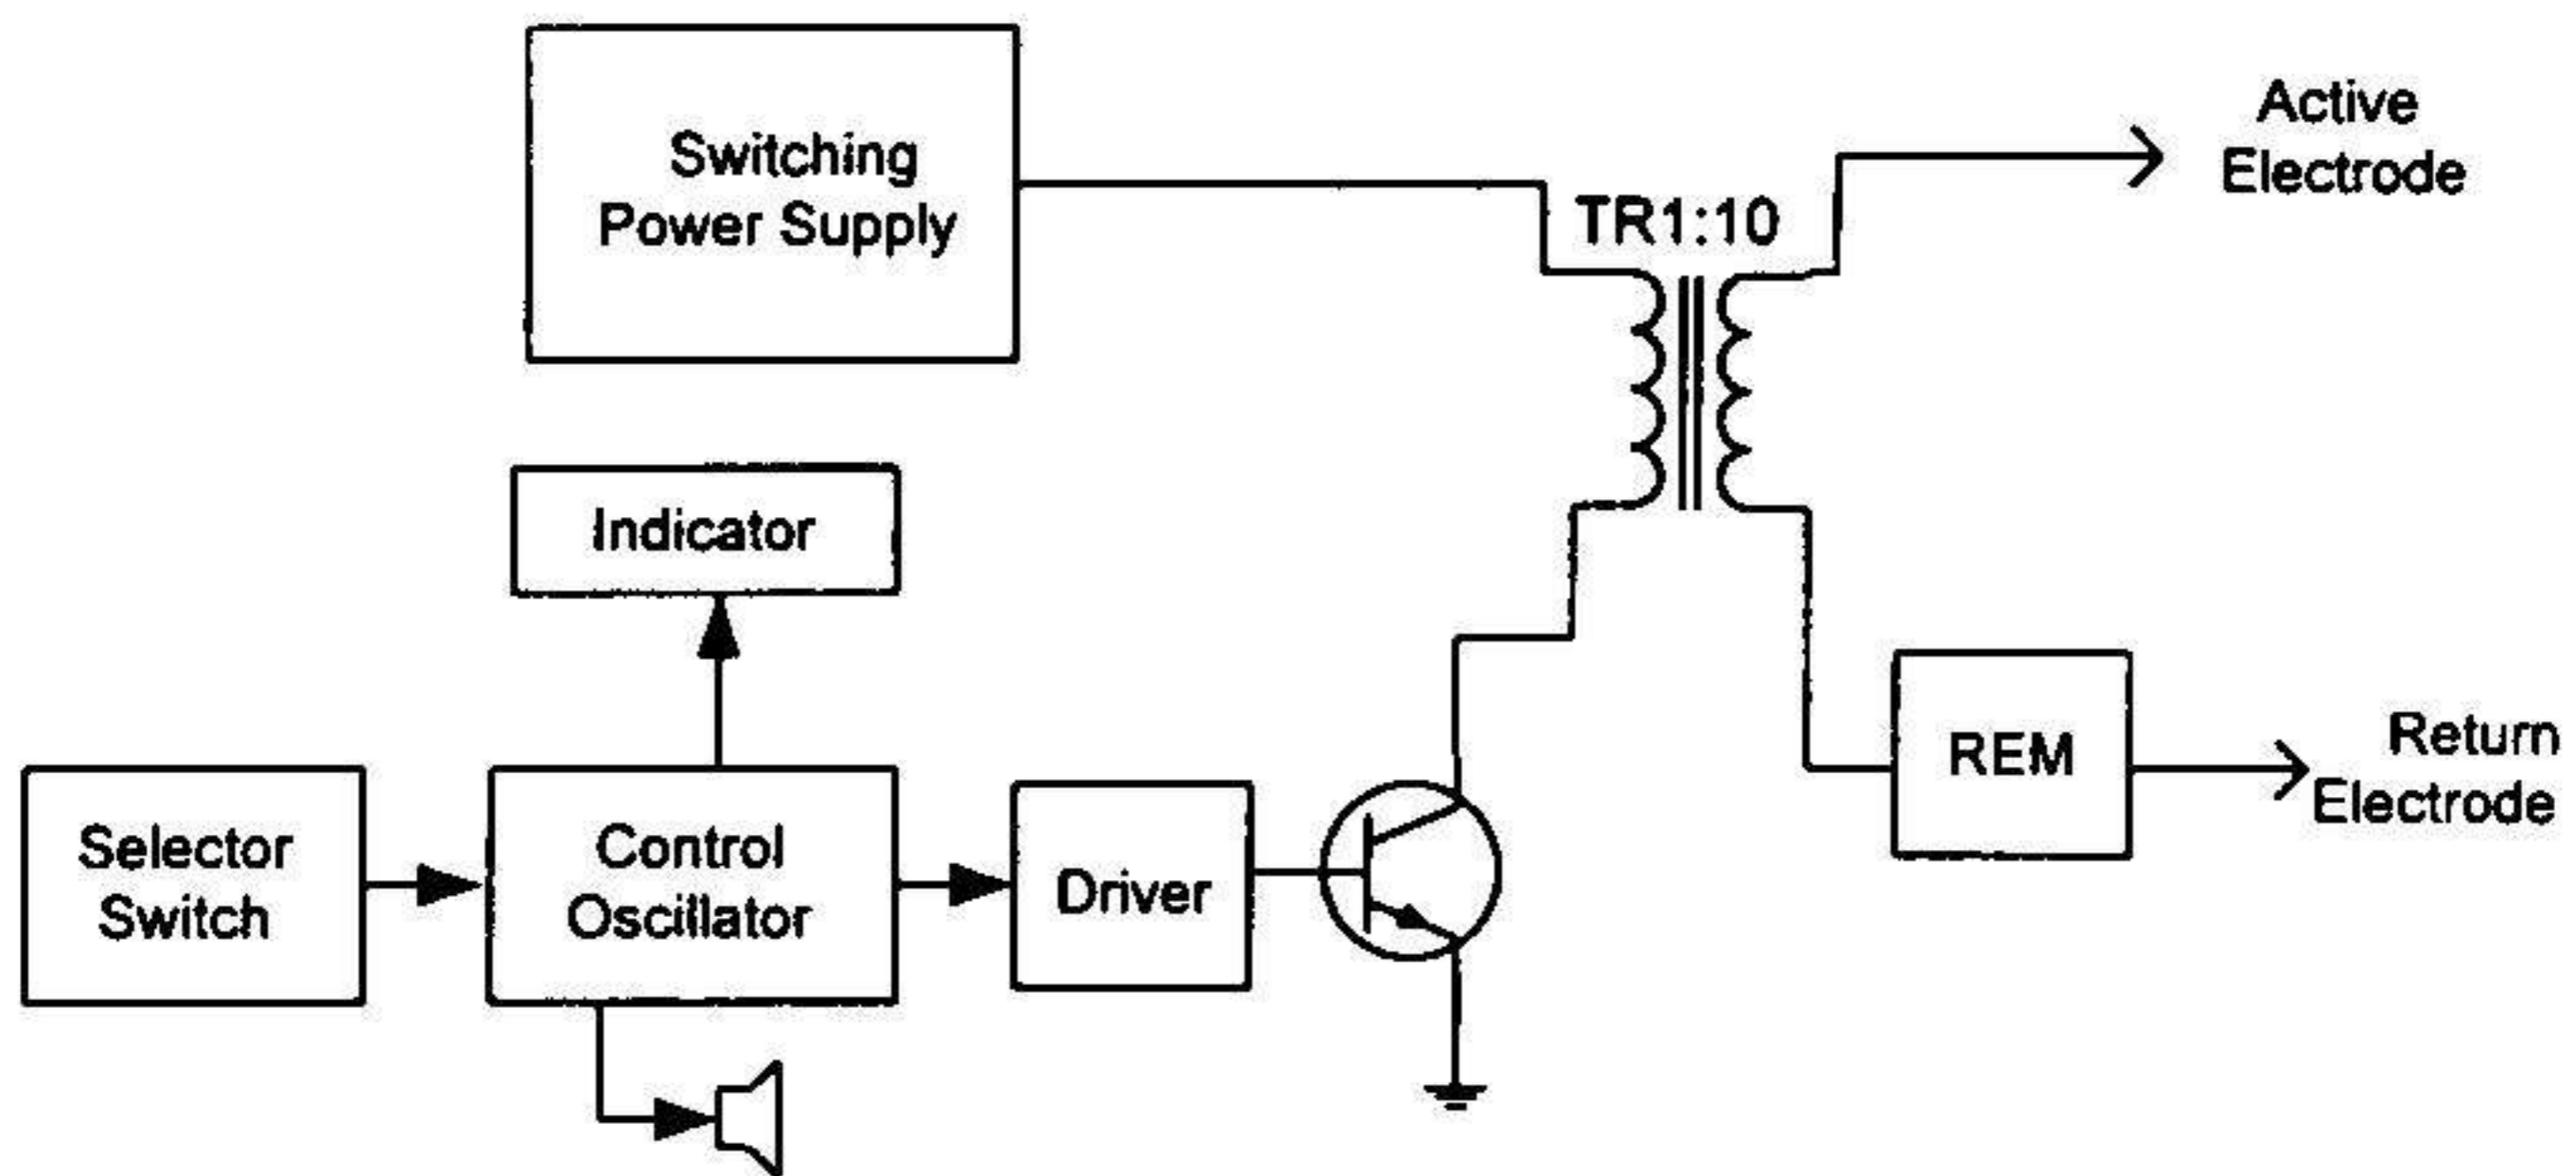 Switching
Power Supply
TR1:10
Active
Electrode
Indicator
Selector
Switch
Control
Oscillator
Driver
REM
Return
Electrode